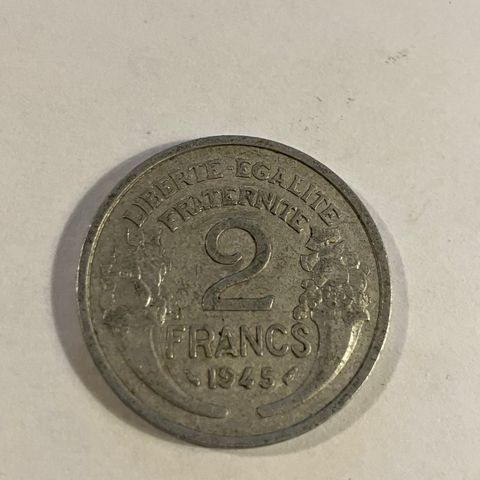 LIBERTE-EGALITE
FRATERNITE
2
FRANCS
1945